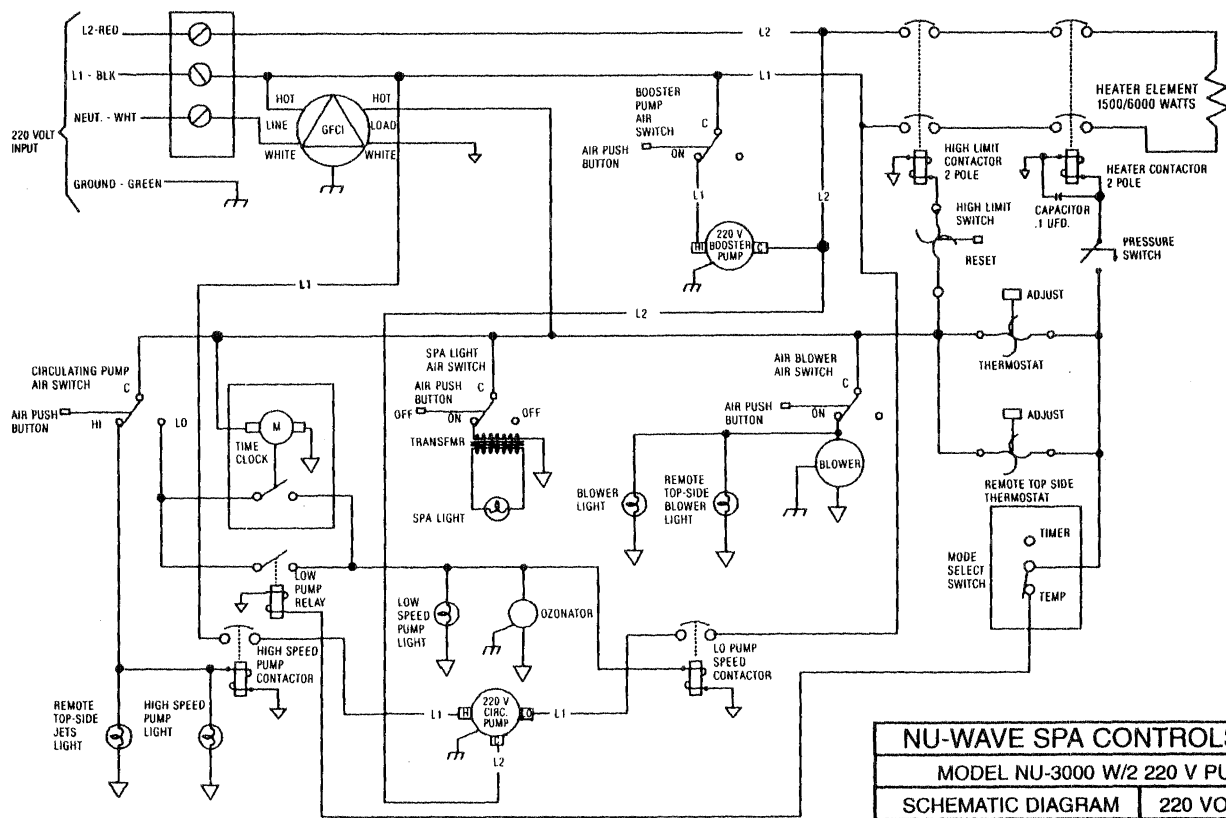 L2-RED
L1 - BLK
NEUT. - WHT
220 VOLT
INPUT
GROUND - GREEN
HOT
LINE
WHITE
GFCI
HOT
LOAD
WHITE
L2
L1
BOOSTER
PUMP
AIR
SWITCH
C
AIR PUSH
BUTTON
ON
L1
L2
220 V
BOOSTER
PUMP
HI
C
HEATER ELEMENT
1500/6000 WATTS
HIGH LIMIT
CONTACTOR
2 POLE
HEATER CONTACTOR
2 POLE
HIGH LIMIT
SWITCH
CAPACITOR
.1 UFD.
RESET
PRESSURE
SWITCH
L1
L2
ADJUST
THERMOSTAT
ADJUST
REMOTE TOP SIDE
THERMOSTAT
CIRCULATING PUMP
AIR SWITCH
C
AIR PUSH
BUTTON
HI
LO
M
TIME
CLOCK
SPA LIGHT
AIR SWITCH
AIR PUSH
BUTTON
C
OFF
ON
OFF
TRANSFMR
SPA LIGHT
AIR BLOWER
AIR SWITCH
C
AIR PUSH
BUTTON
ON
BLOWER
BLOWER
LIGHT
REMOTE
TOP-SIDE
BLOWER
LIGHT
TIMER
MODE
SELECT
SWITCH
TEMP
LOW
PUMP
RELAY
LOW
SPEED
PUMP
LIGHT
OZONATOR
HIGH SPEED
PUMP
CONTACTOR
LO PUMP
SPEED
CONTACTOR
REMOTE
TOP-SIDE
JETS
LIGHT
HIGH SPEED
PUMP
LIGHT
L1
H
220 V
CIRC.
PUMP
LO
L1
C
L2
NU-WAVE SPA CONTROLS
MODEL NU-3000 W/2 220 V PU
SCHEMATIC DIAGRAM
220 VO